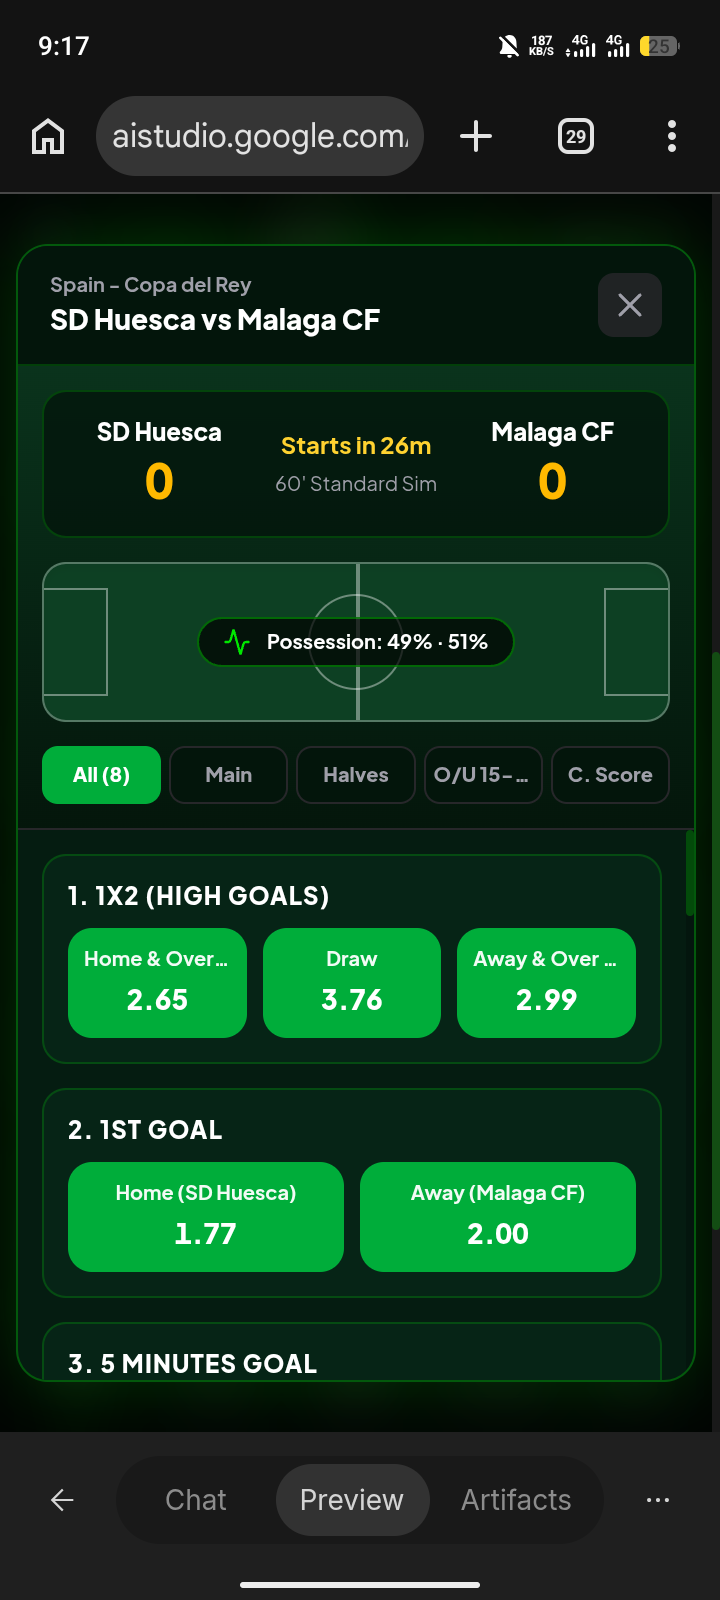 9:17
187
KB/S
4G
4G
25
aistudio.google.com/
29
Spain – Copa del Rey
SD Huesca vs Malaga CF
SD Huesca
Starts in 26m
Malaga CF
0
60' Standard Sim
0
Possession: 49% · 51%
All (8)
Main
Halves
O/U 15–...
C. Score
1. 1X2 (HIGH GOALS)
Home & Over...
Draw
Away & Over ...
2.65
3.76
2.99
2. 1ST GOAL
Home (SD Huesca)
Away (Malaga CF)
1.77
2.00
3. 5 MINUTES GOAL
Chat
Preview
Artifacts